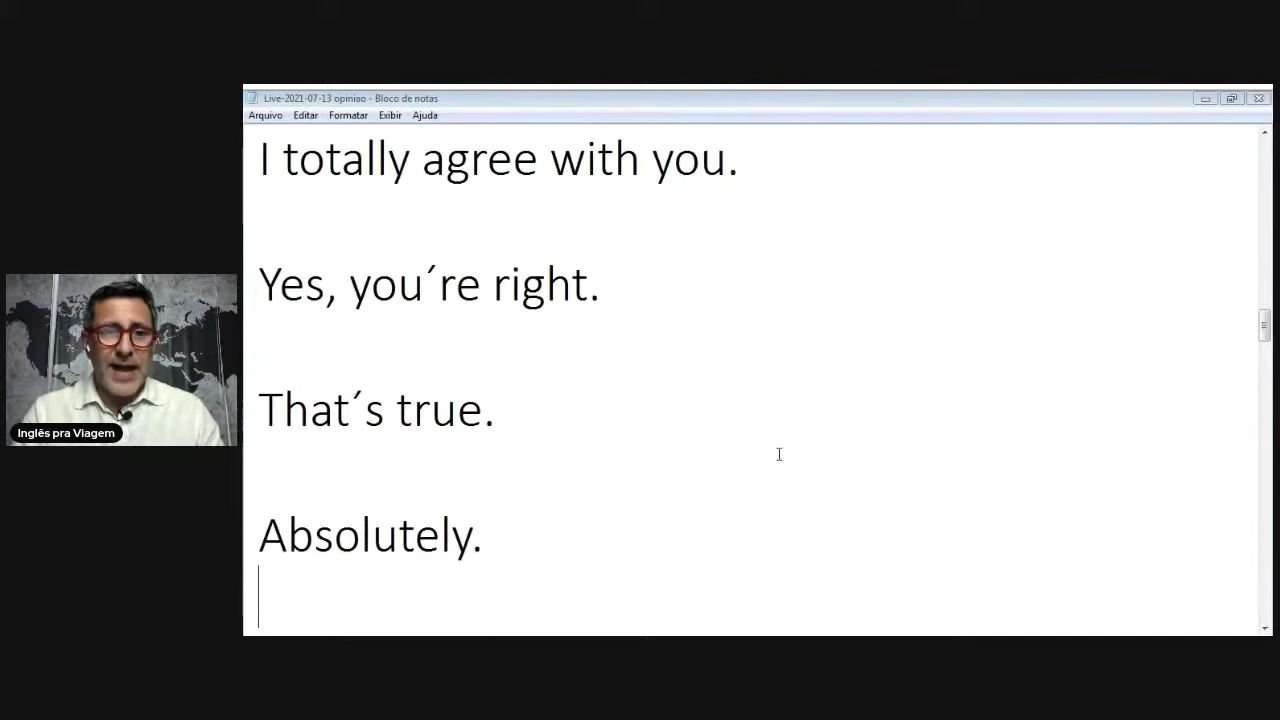 Live-2021-07-13 opiniao - Bloco de notas
Arquivo Editar Formatar Exibir Ajuda
I totally agree with you.
Yes, you´re right.
That´s true.
Absolutely.
Inglês pra Viagem